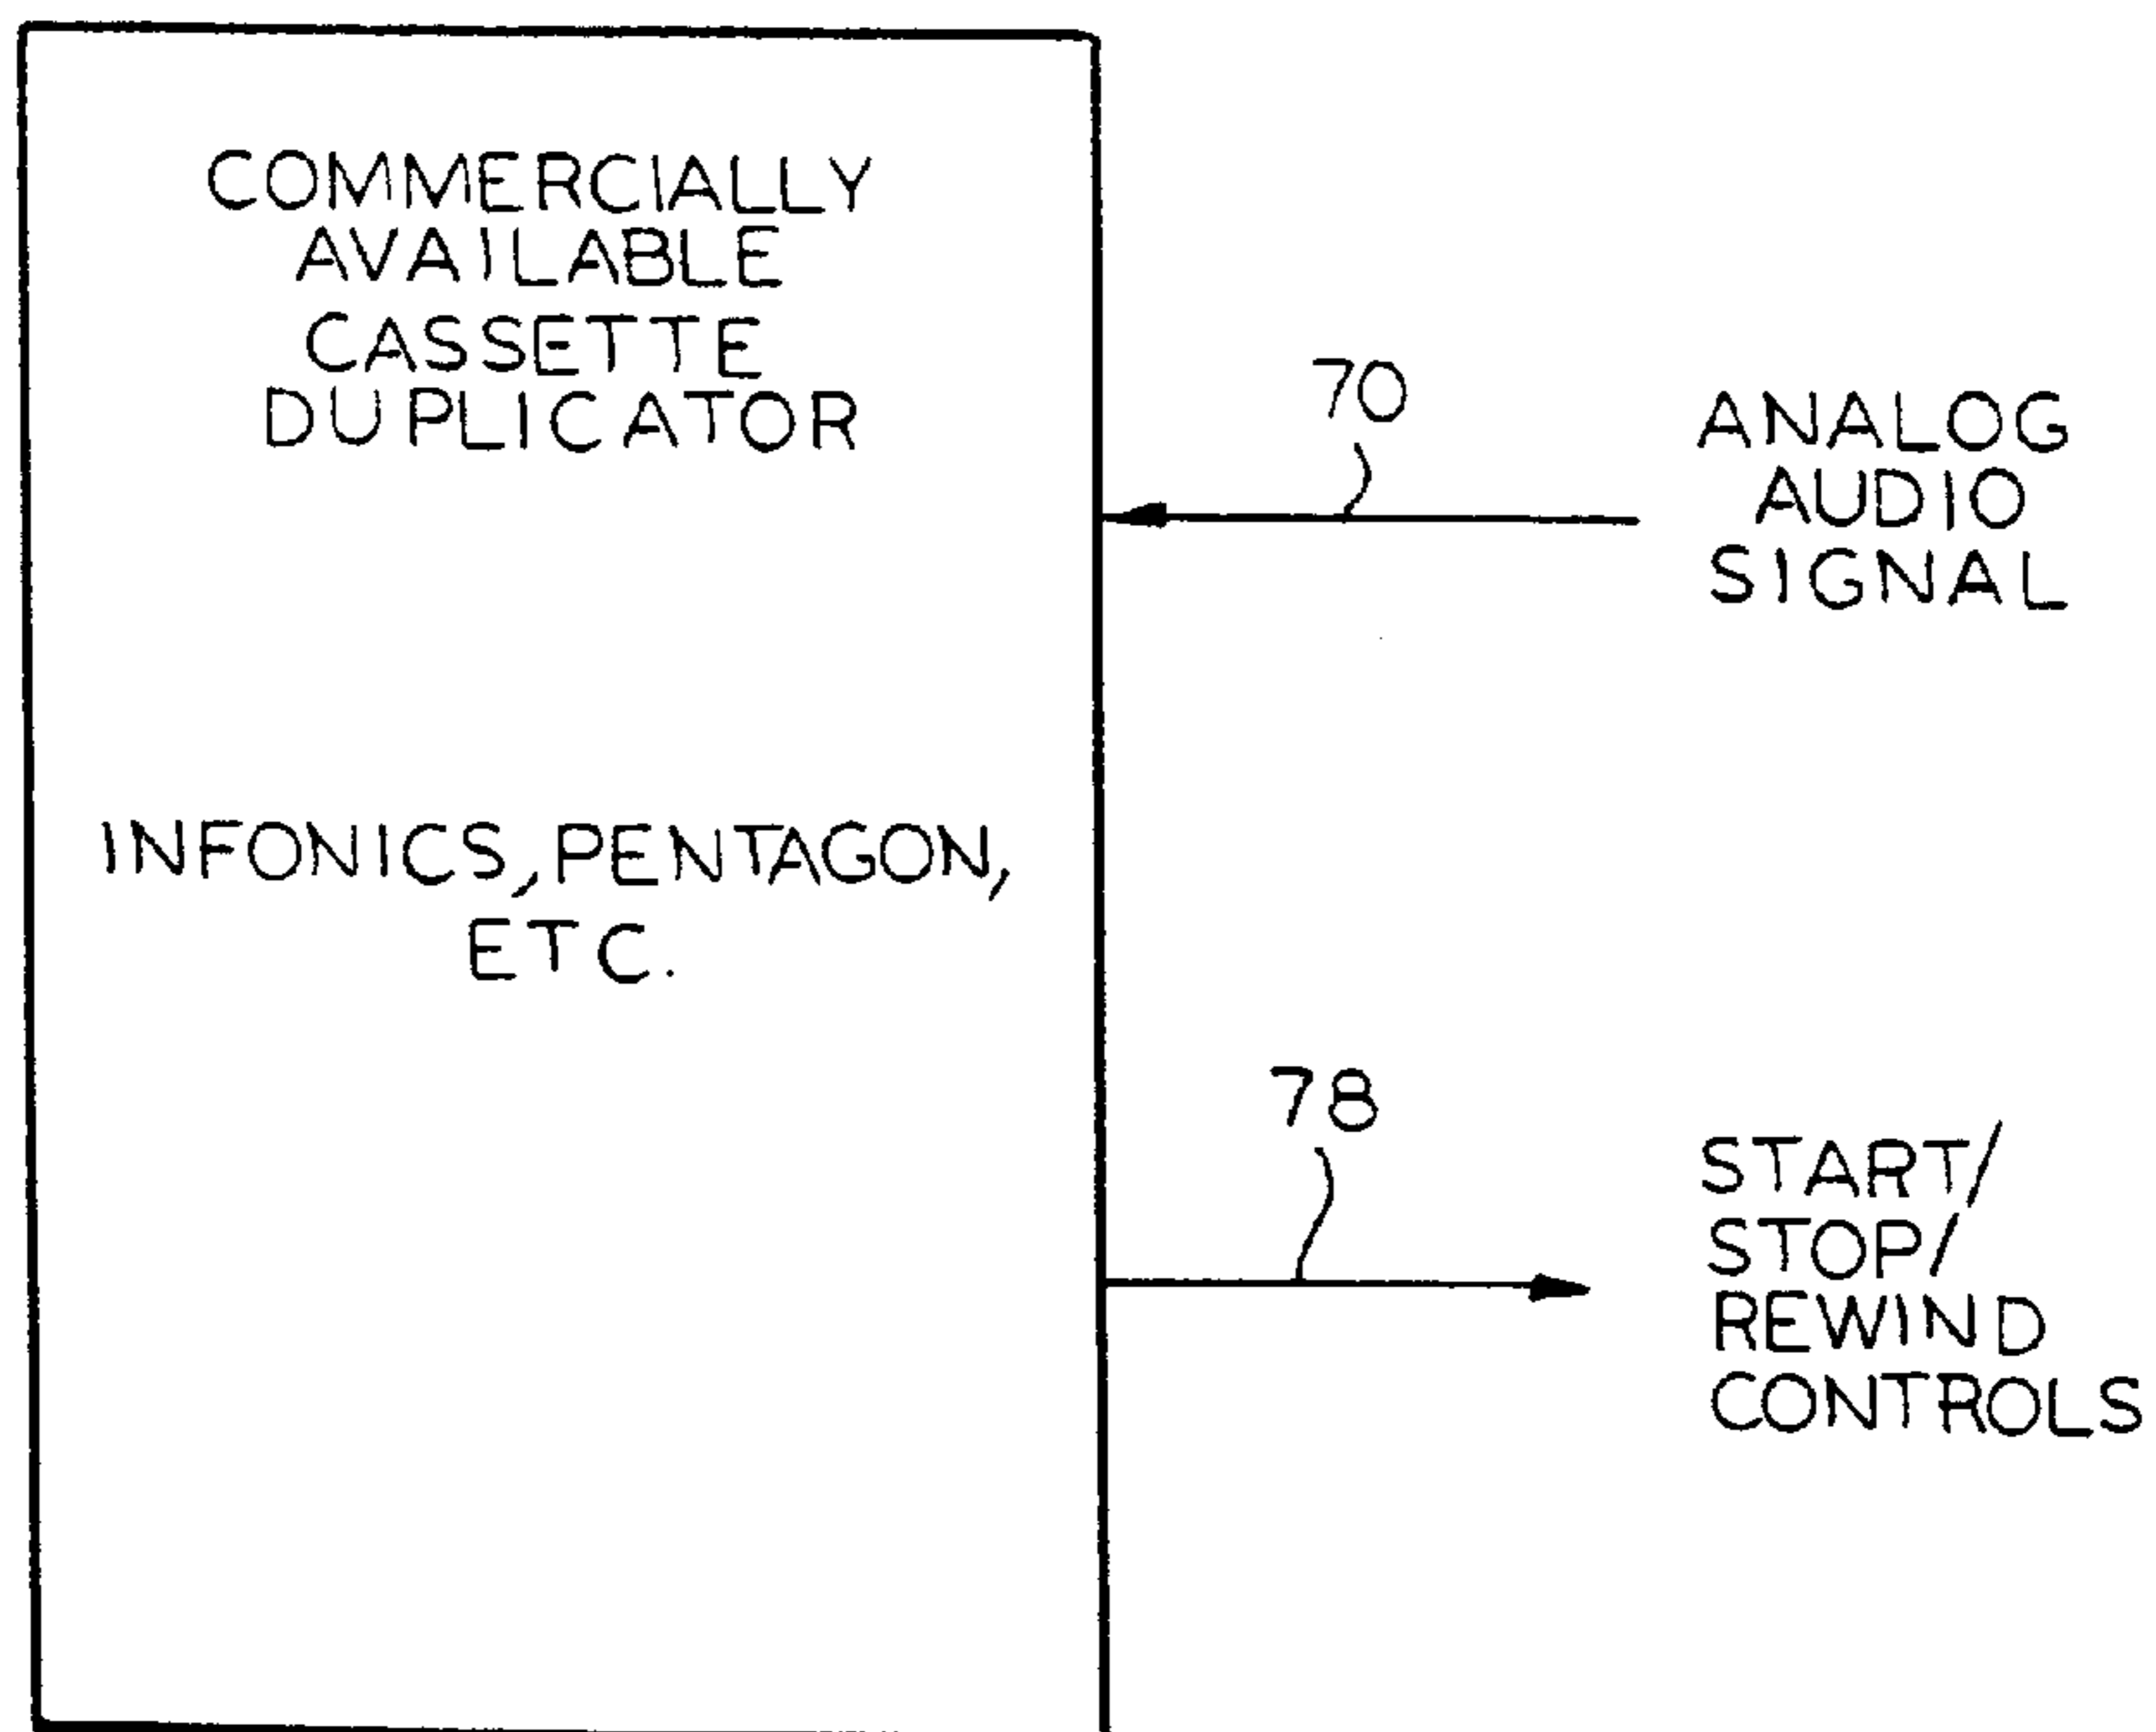 COMMERCIALLY
AVAILABLE
CASSETTE
DUPLICATOR
INFONICS, PENTAGON,
ETC.
70
ANALOG
AUDIO
SIGNAL
78
START/
STOP/
REWIND
CONTROLS